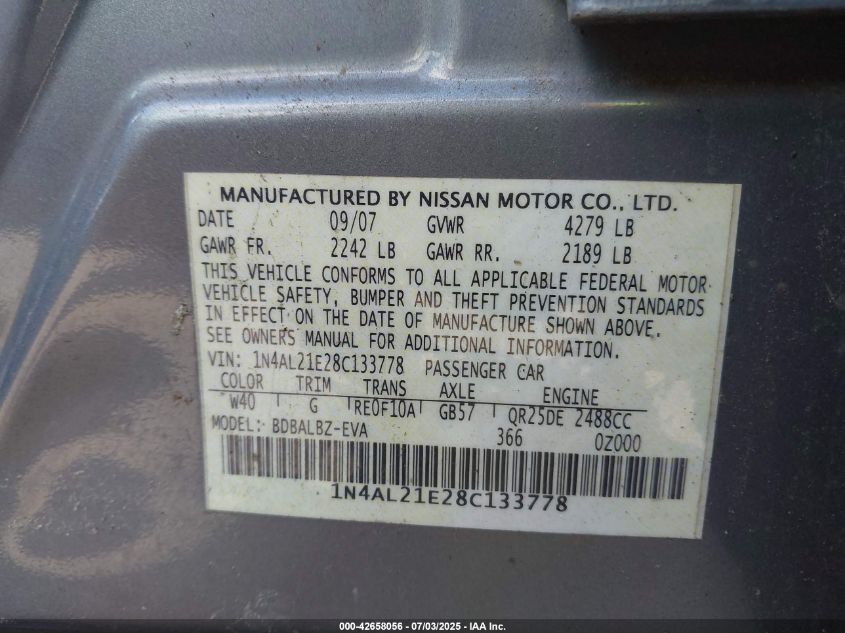 MANUFACTURED BY NISSAN MOTOR CO., LTD.
DATE 09/07 GVWR 4279 LB
GAWR FR. 2242 LB GAWR RR. 2189 LB
THIS VEHICLE CONFORMS TO ALL APPLICABLE FEDERAL MOTOR
VEHICLE SAFETY, BUMPER AND THEFT PREVENTION STANDARDS
IN EFFECT ON THE DATE OF MANUFACTURE SHOWN ABOVE.
SEE OWNERS MANUAL FOR ADDITIONAL INFORMATION.
VIN: 1N4AL21E28C133778 PASSENGER CAR
COLOR TRIM TRANS AXLE ENGINE
W40 G RE0F10A GB57 QR25DE 2488CC
MODEL: BDBALBZ-EVA 366 0Z000
1N4AL21E28C133778
000-42658056 - 07/03/2025 - IAA Inc.